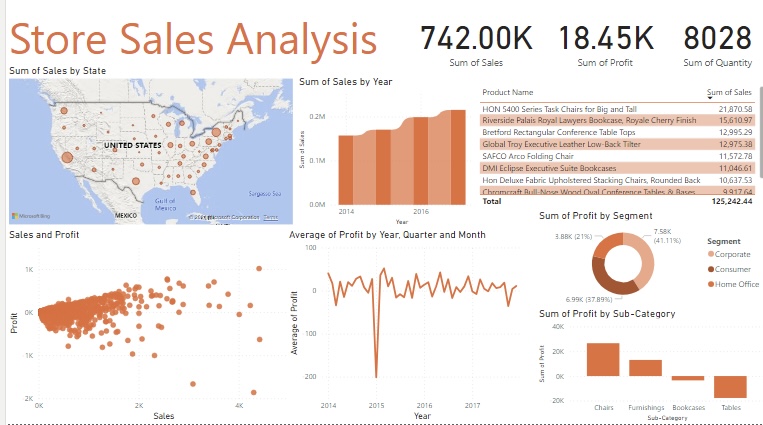 Store Sales Analysis
742.00K
Sum of Sales
18.45K
Sum of Profit
8028
Sum of Quantity
Sum of Sales by State
UNITED STATES
MEXICO
Gulf of
Mexico
Sargasso Sea
Microsoft Bing
Microsoft Corporation Terms
Sum of Sales by Year
Sum of Sales
0.2M
0.1M
0.0M
2014
2016
Year
Product Name
Sum of Sales
HON 5400 Series Task Chairs for Big and Tall
21,870.58
Riverside Palais Royal Lawyers Bookcase, Royale Cherry Finish
15,610.97
Bretford Rectangular Conference Table Tops
12,995.29
Global Troy Executive Leather Low-Back Tilter
12,975.38
SAFCO Arco Folding Chair
11,572.78
DMI Eclipse Executive Suite Bookcases
11,046.61
Hon Deluxe Fabric Upholstered Stacking Chairs, Rounded Back
10,637.53
Chromcraft Bull-Nose Wood Oval Conference Tables & Bases
9,917.64
Total
125,242.44
Sales and Profit
Profit
1K
0K
-1K
-2K
0K
2K
4K
Sales
Average of Profit by Year, Quarter and Month
Average of Profit
100
0
-100
-200
2014
2015
2016
2017
Year
Sum of Profit by Segment
3.88K (21%)
7.58K
(41.11%)
6.99K (37.89%)
Segment
Corporate
Consumer
Home Office
Sum of Profit by Sub-Category
Sum of Profit
40K
20K
0K
-20K
Chairs
Furnishings
Bookcases
Tables
Sub-Category